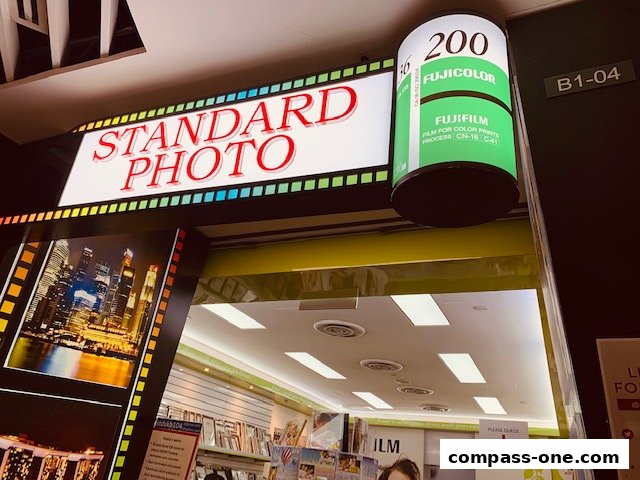 STANDARD
PHOTO
200
36
FUJICOLOR
FUJIFILM
FILM FOR COLOR PRINTS
PROCESS CN-16 C-41
B1-04
ILM
PLEASE QUEUE
compass-one.com